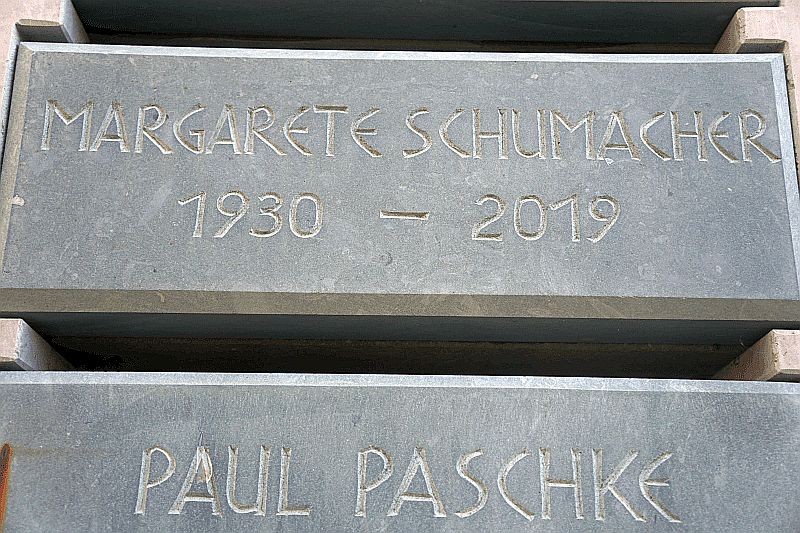 MARGARETE SCHUMACHER
1930 – 2019
PAUL PASCHKE